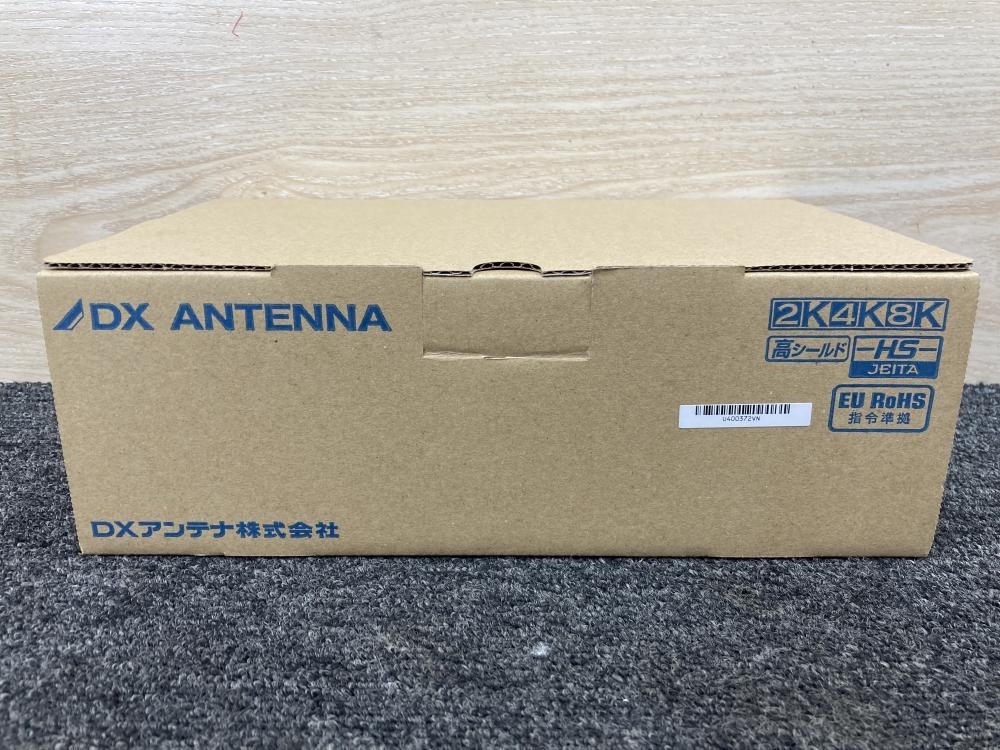 DX ANTENNA
2K4K8K
高シールド
HS
JEITA
U400372VN
EU RoHS
指令準拠
DXアンテナ株式会社